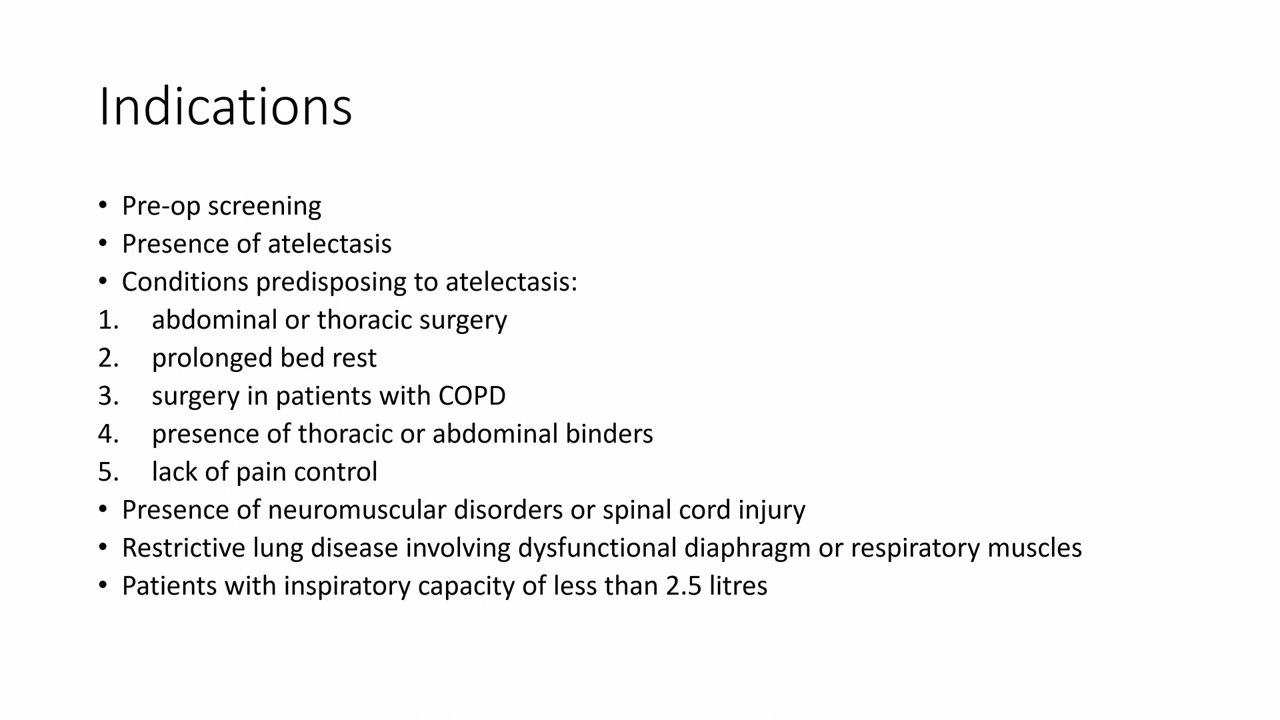 Indications
• Pre-op screening
• Presence of atelectasis
• Conditions predisposing to atelectasis:
1. abdominal or thoracic surgery
2. prolonged bed rest
3. surgery in patients with COPD
4. presence of thoracic or abdominal binders
5. lack of pain control
• Presence of neuromuscular disorders or spinal cord injury
• Restrictive lung disease involving dysfunctional diaphragm or respiratory muscles
• Patients with inspiratory capacity of less than 2.5 litres